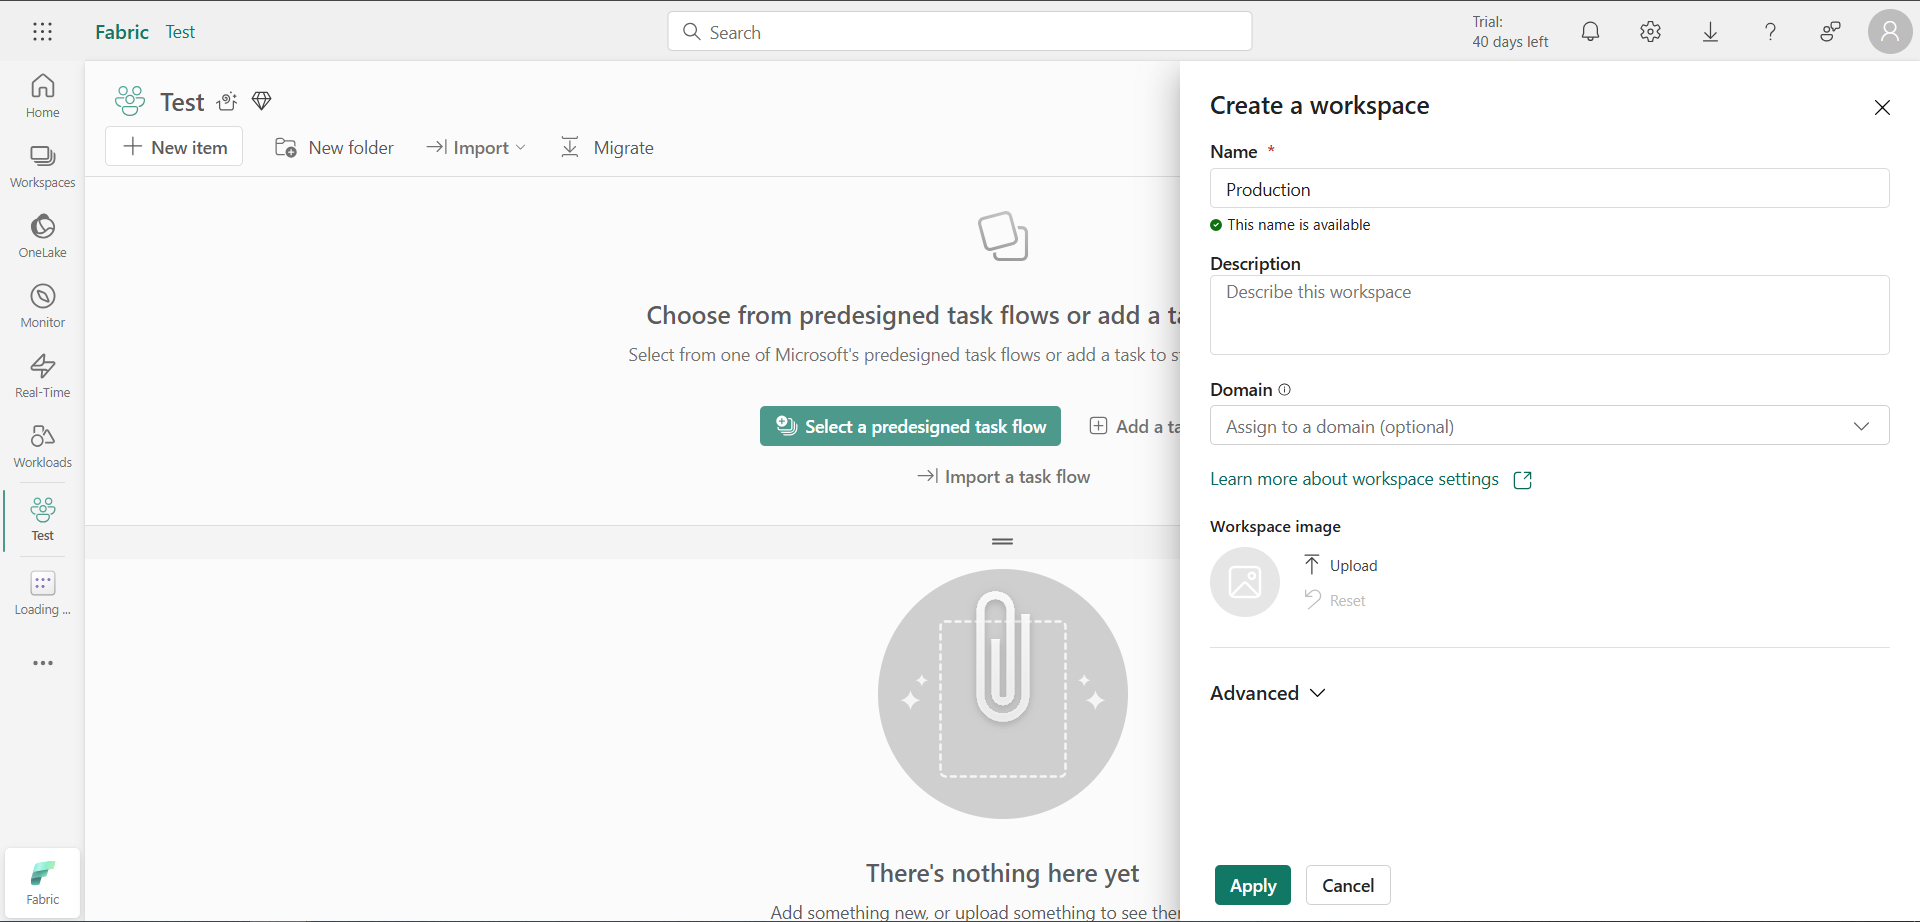 Fabric Test
Search
Trial:
40 days left
Home
Workspaces
OneLake
Monitor
Real-Time
Workloads
Test
Loading ...
Fabric
Test
New item
New folder
Import
Migrate
Choose from predesigned task flows or add a ta
Select from one of Microsoft's predesigned task flows or add a task to s
Select a predesigned task flow
Add a ta
Import a task flow
There's nothing here yet
Add something new, or upload something to see the
Create a workspace
Name *
Production
This name is available
Description
Describe this workspace
Domain
Assign to a domain (optional)
Learn more about workspace settings
Workspace image
Upload
Reset
Advanced
Apply
Cancel